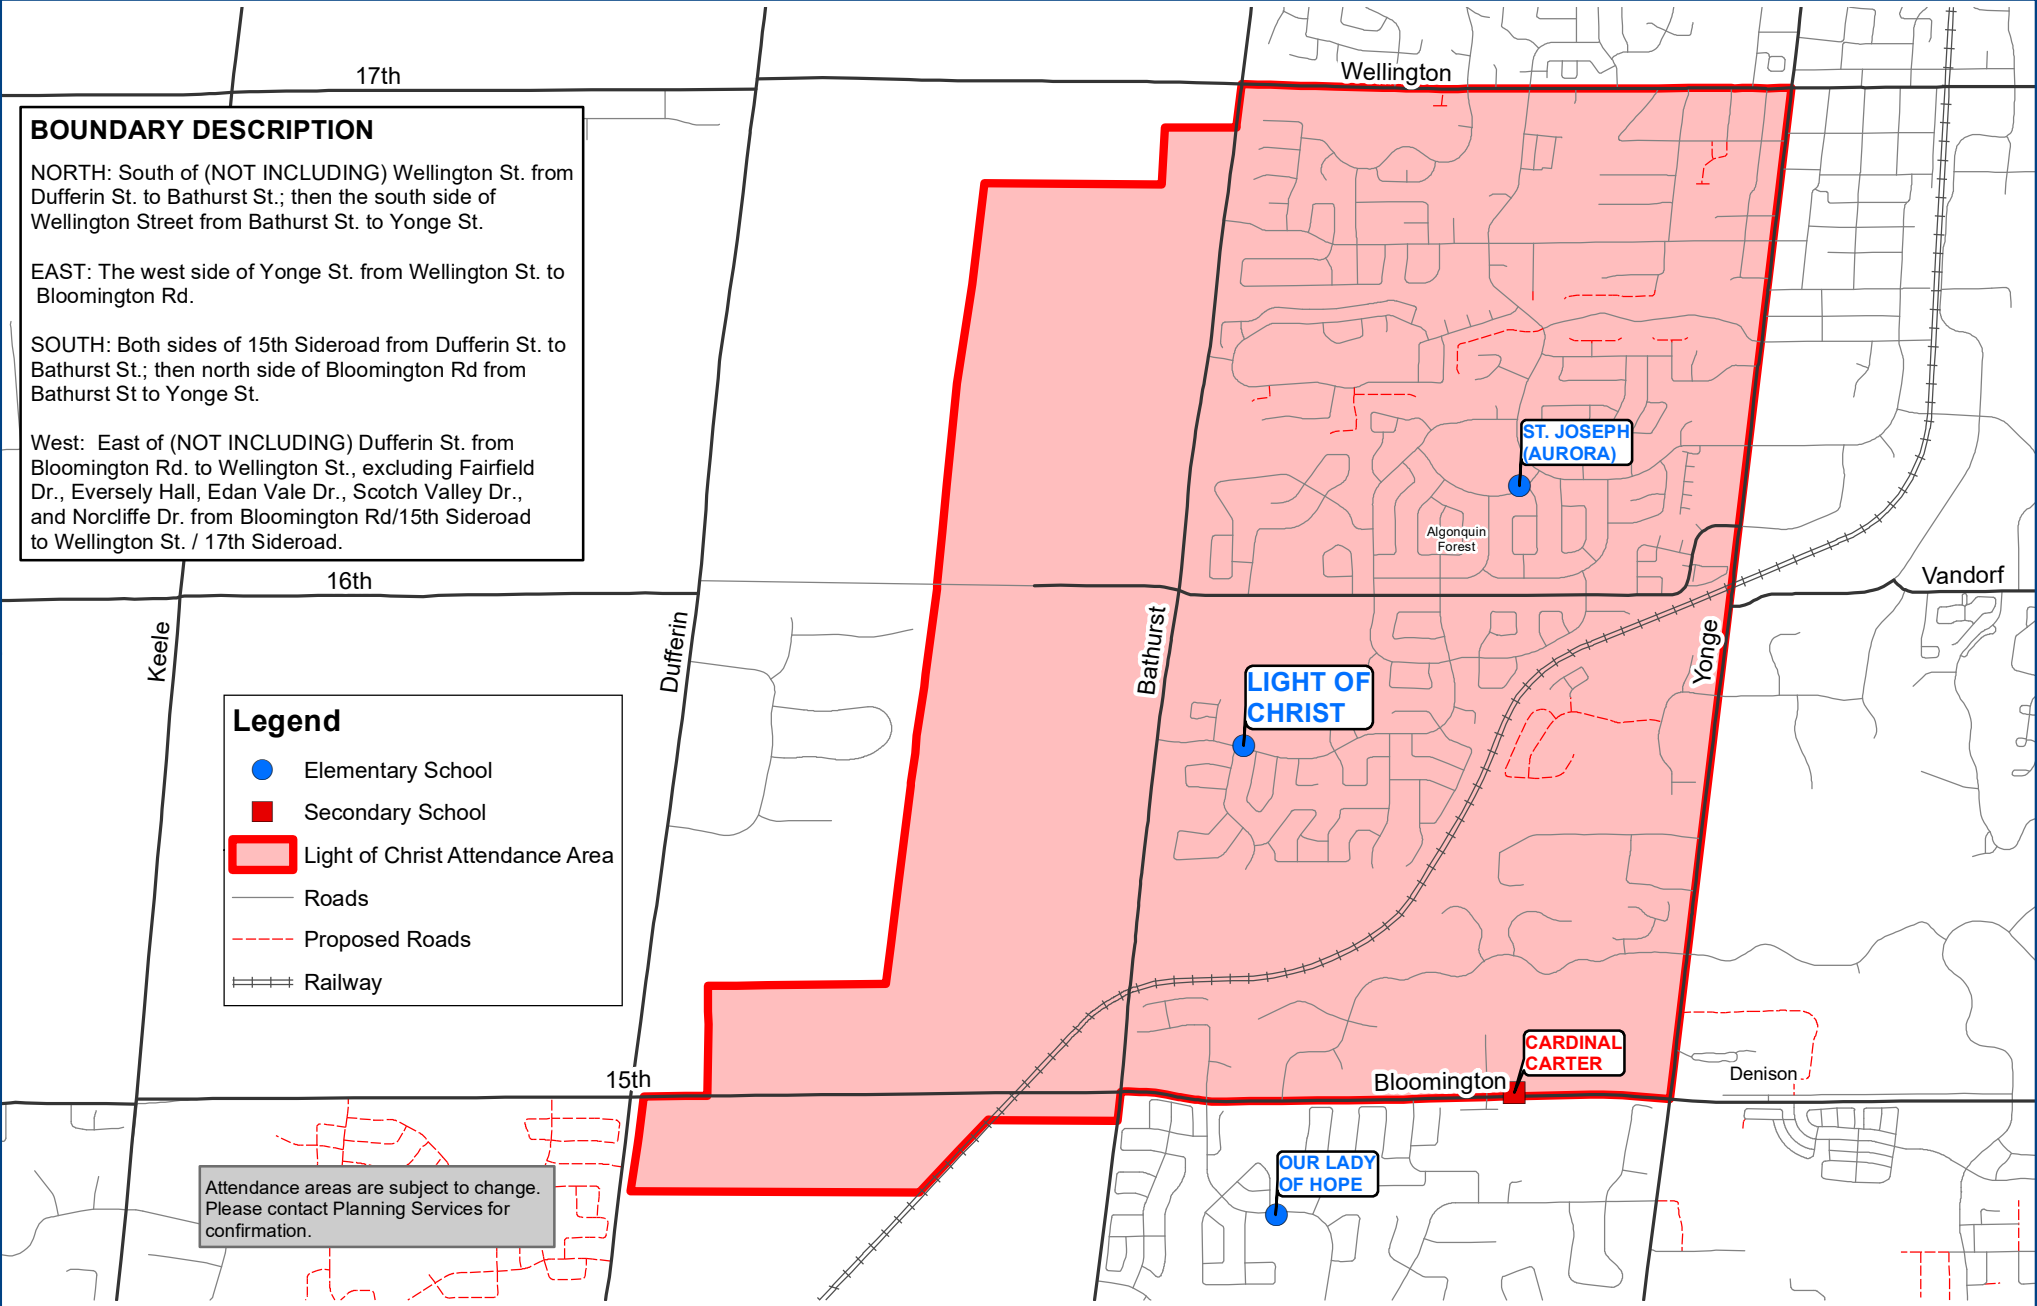 17th
Wellington
BOUNDARY DESCRIPTION
NORTH: South of (NOT INCLUDING) Wellington St. from
Dufferin St. to Bathurst St.; then the south side of
Wellington Street from Bathurst St. to Yonge St.
EAST: The west side of Yonge St. from Wellington St. to
Bloomington Rd.
SOUTH: Both sides of 15th Sideroad from Dufferin St. to
Bathurst St.; then north side of Bloomington Rd from
Bathurst St to Yonge St.
West: East of (NOT INCLUDING) Dufferin St. from
Bloomington Rd. to Wellington St., excluding Fairfield
Dr., Eversely Hall, Edan Vale Dr., Scotch Valley Dr.,
and Norcliffe Dr. from Bloomington Rd/15th Sideroad
to Wellington St. / 17th Sideroad.
ST. JOSEPH
(AURORA)
Algonquin
Forest
16th
Vandorf
Keele
Dufferin
Bathurst
Yonge
LIGHT OF
CHRIST
Legend
Elementary School
Secondary School
Light of Christ Attendance Area
Roads
Proposed Roads
Railway
15th
Bloomington
CARDINAL
CARTER
Denison
OUR LADY
OF HOPE
Attendance areas are subject to change.
Please contact Planning Services for
confirmation.